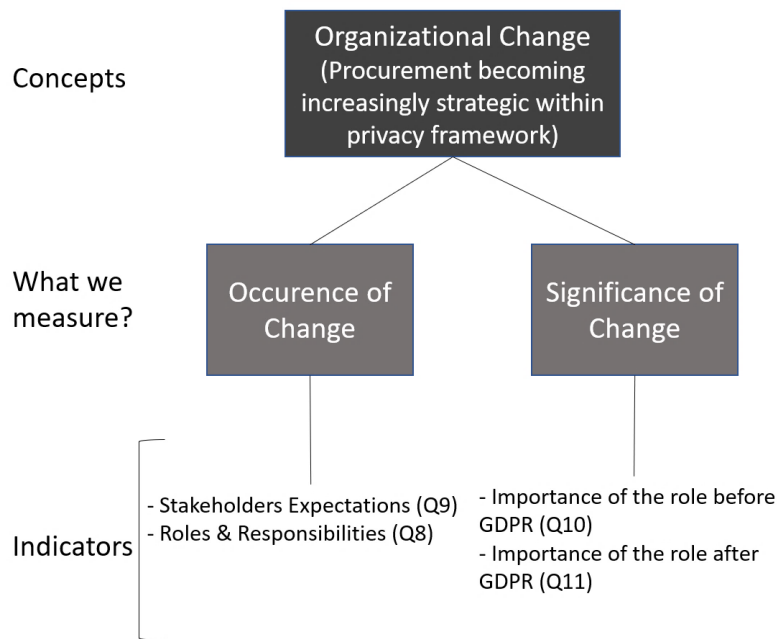 Concepts
Organizational Change
(Procurement becoming
increasingly strategic within
privacy framework)
What we
measure?
Occurence of
Change
Significance of
Change
Indicators
- Stakeholders Expectations (Q9)
- Roles & Responsibilities (Q8)
- Importance of the role before
GDPR (Q10)
- Importance of the role after
GDPR (Q11)